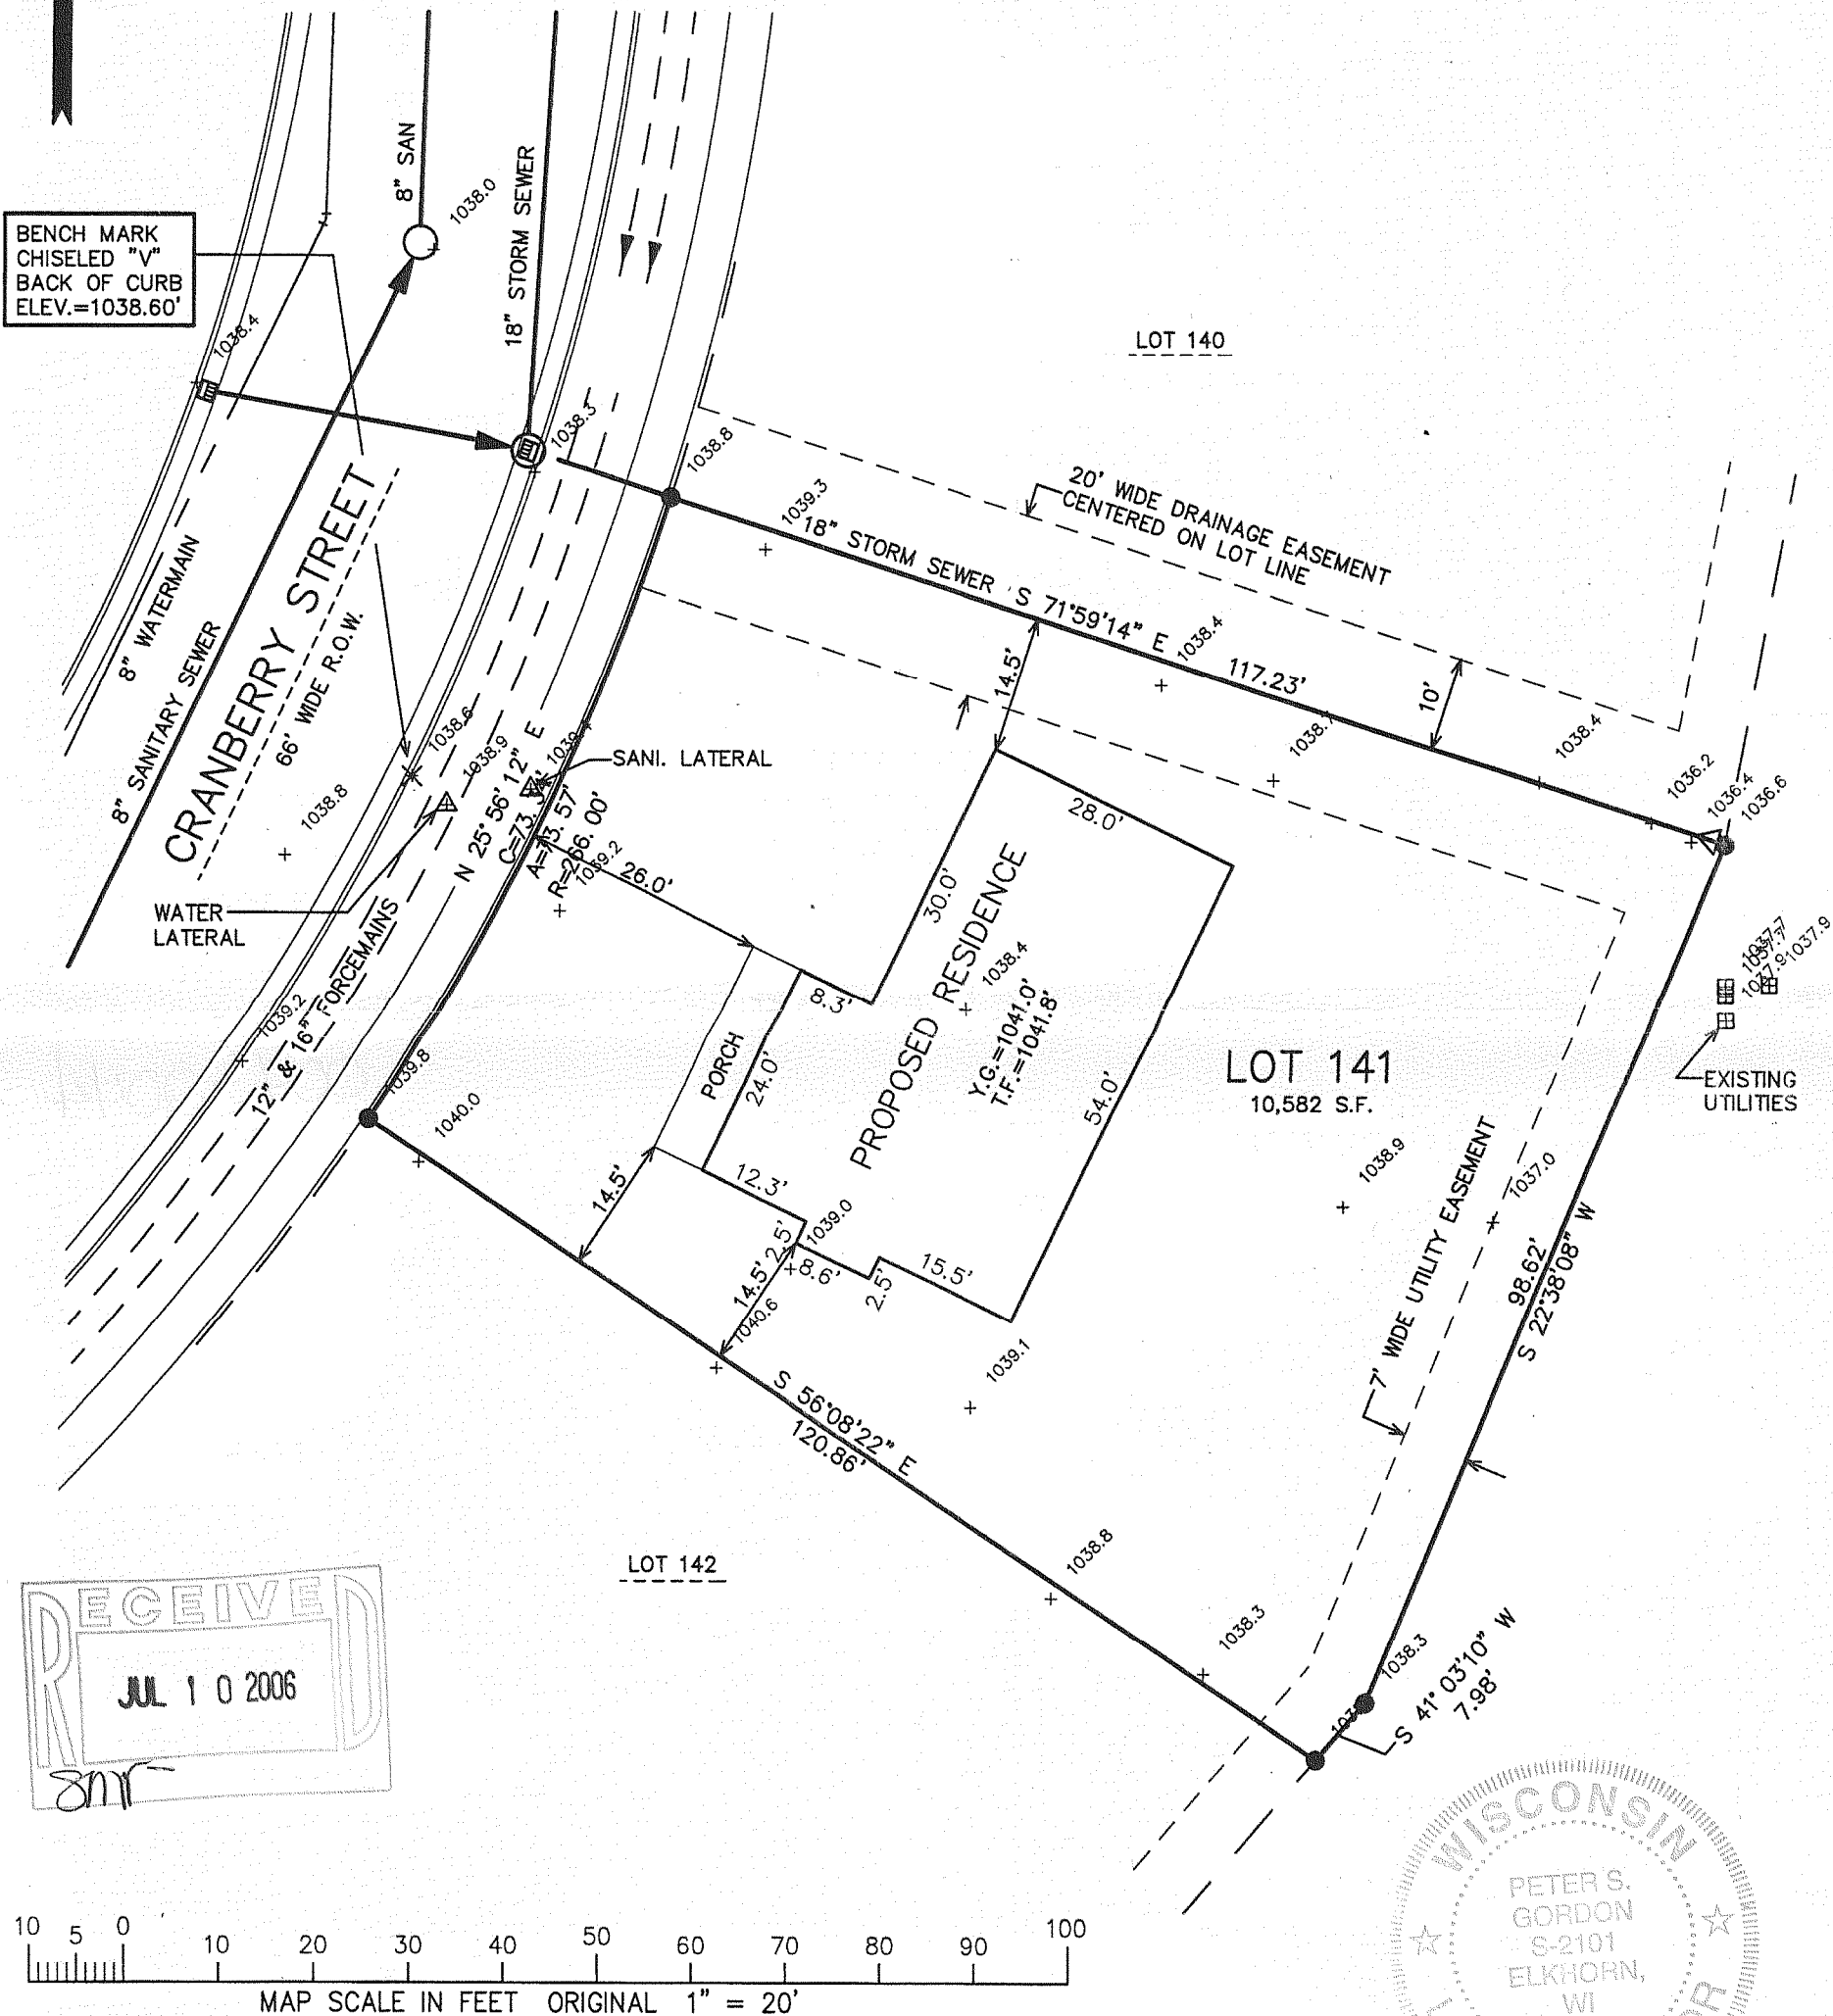 8" SAN
1038.0
18" STORM SEWER
BENCH MARK
CHISELED "V"
BACK OF CURB
ELEV.=1038.60'
1038.4
1038.3
1038.8
LOT 140
20' WIDE DRAINAGE EASEMENT
CENTERED ON LOT LINE
1039.3
18" STORM SEWER
S 71°59'14" E
117.23'
1038.4
10'
14.5'
1038.4
1036.2
1036.4
1036.6
8" WATERMAIN
8" SANITARY SEWER
CRANBERRY STREET
66' WIDE R.O.W.
1038.8
1038.6
1038.9
SANI. LATERAL
N 25°56'12" E
A=73.57'
R=266.00'
1039.2
26.0'
WATER
LATERAL
12" & 16" FORCEMAINS
1039.2
28.0'
30.0'
8.3'
PORCH
24.0'
PROPOSED RESIDENCE
1038.4
Y.G.=1041.0'
T.F.=1041.8'
54.0'
LOT 141
10,582 S.F.
1037.9
EXISTING
UTILITIES
1039.8
1040.0
14.5'
12.3'
2.5'
1039.0
8.6'
14.5'
2.5'
15.5'
1040.6
1039.1
1038.9
1037.0
7' WIDE UTILITY EASEMENT
98.62'
S 22°38'08" W
S 56°08'22" E
120.86'
LOT 142
1038.8
1038.3
1038.3
S 41°03'10" W
7.98'
RECEIVED
JUL 10 2006
WISCONSIN
PETER S.
GORDON
S-2101
ELKHORN,
WI
10 5 0 10 20 30 40 50 60 70 80 90 100
MAP SCALE IN FEET ORIGINAL 1" = 20'